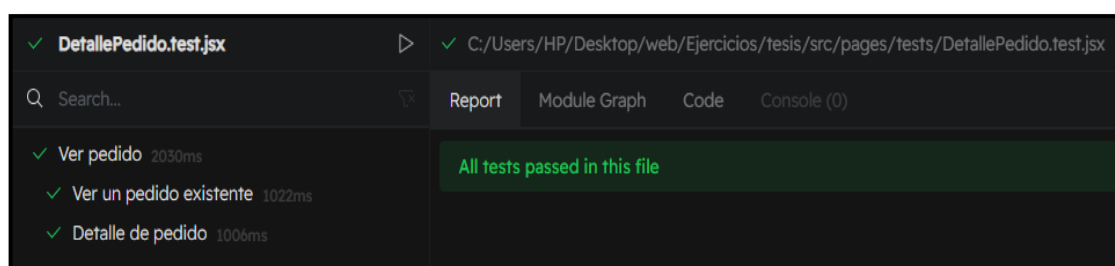 DetallePedido.test.jsx
C:/Users/HP/Desktop/web/Ejercicios/tesis/src/pages/tests/DetallePedido.test.jsx
Search...
Report Module Graph Code Console (0)
Ver pedido 2030ms
All tests passed in this file
Ver un pedido existente 1022ms
Detalle de pedido 1006ms